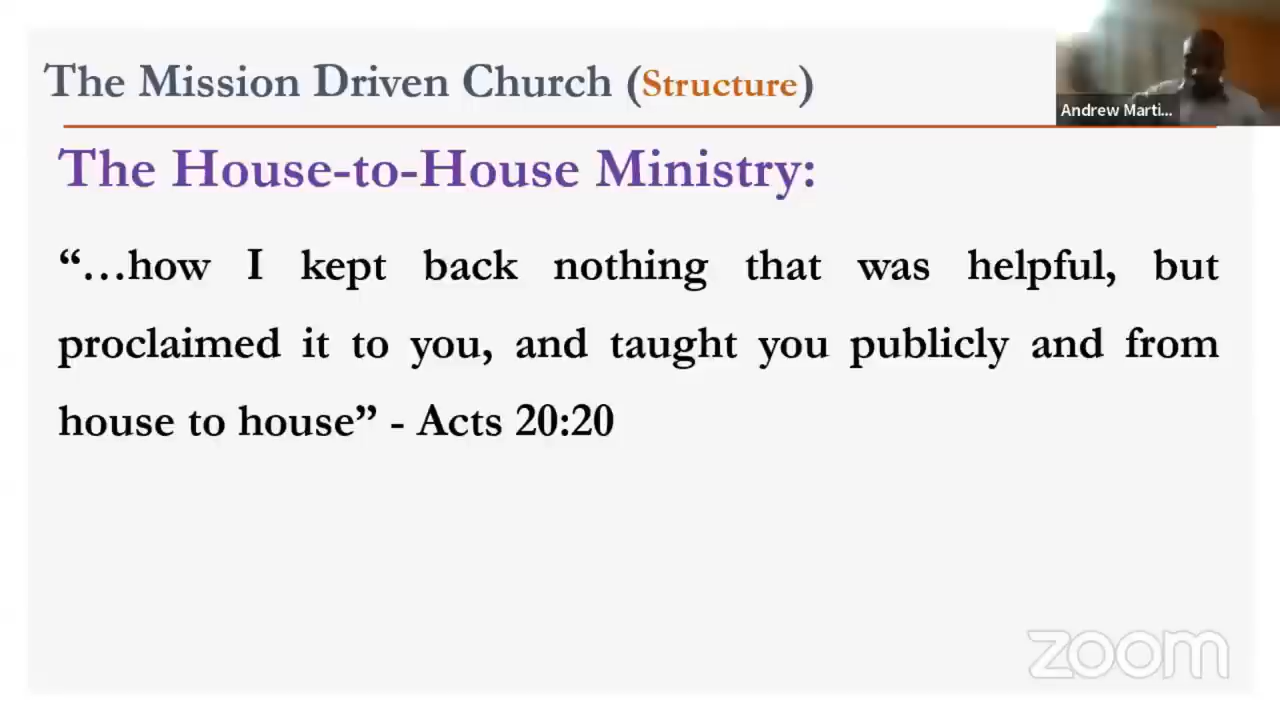 The Mission Driven Church (Structure)
Andrew Marti...
The House-to-House Ministry:
“…how I kept back nothing that was helpful, but
proclaimed it to you, and taught you publicly and from
house to house” - Acts 20:20
zoom